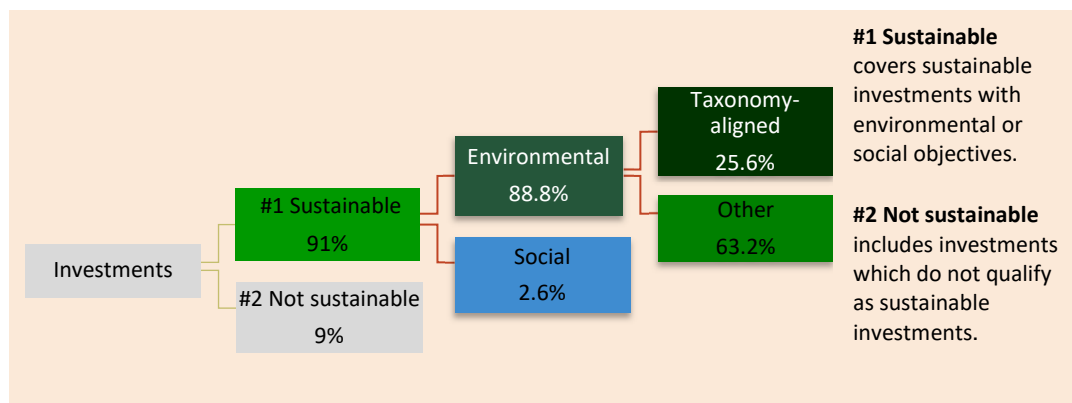 Investments
#1 Sustainable
91%
#2 Not sustainable
9%
Environmental
88.8%
Social
2.6%
Taxonomy-
aligned
25.6%
Other
63.2%
#1 Sustainable
covers sustainable
investments with
environmental or
social objectives.
#2 Not sustainable
includes investments
which do not qualify
as sustainable
investments.